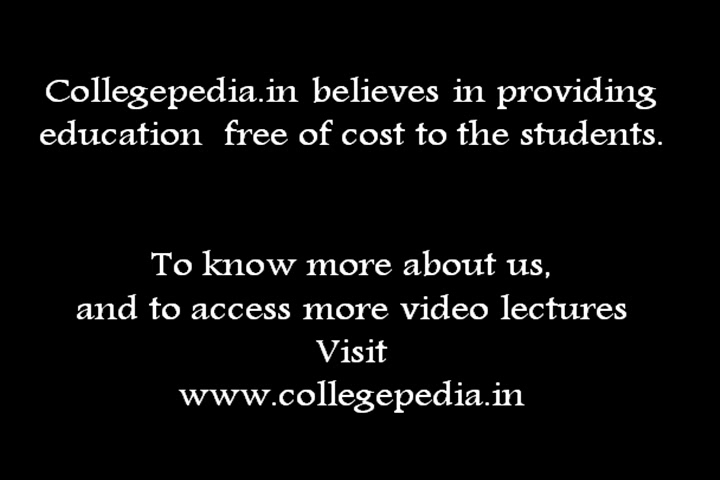 Collegepedia.in believes in providing
education free of cost to the students.
To know more about us,
and to access more video lectures
Visit
www.collegepedia.in